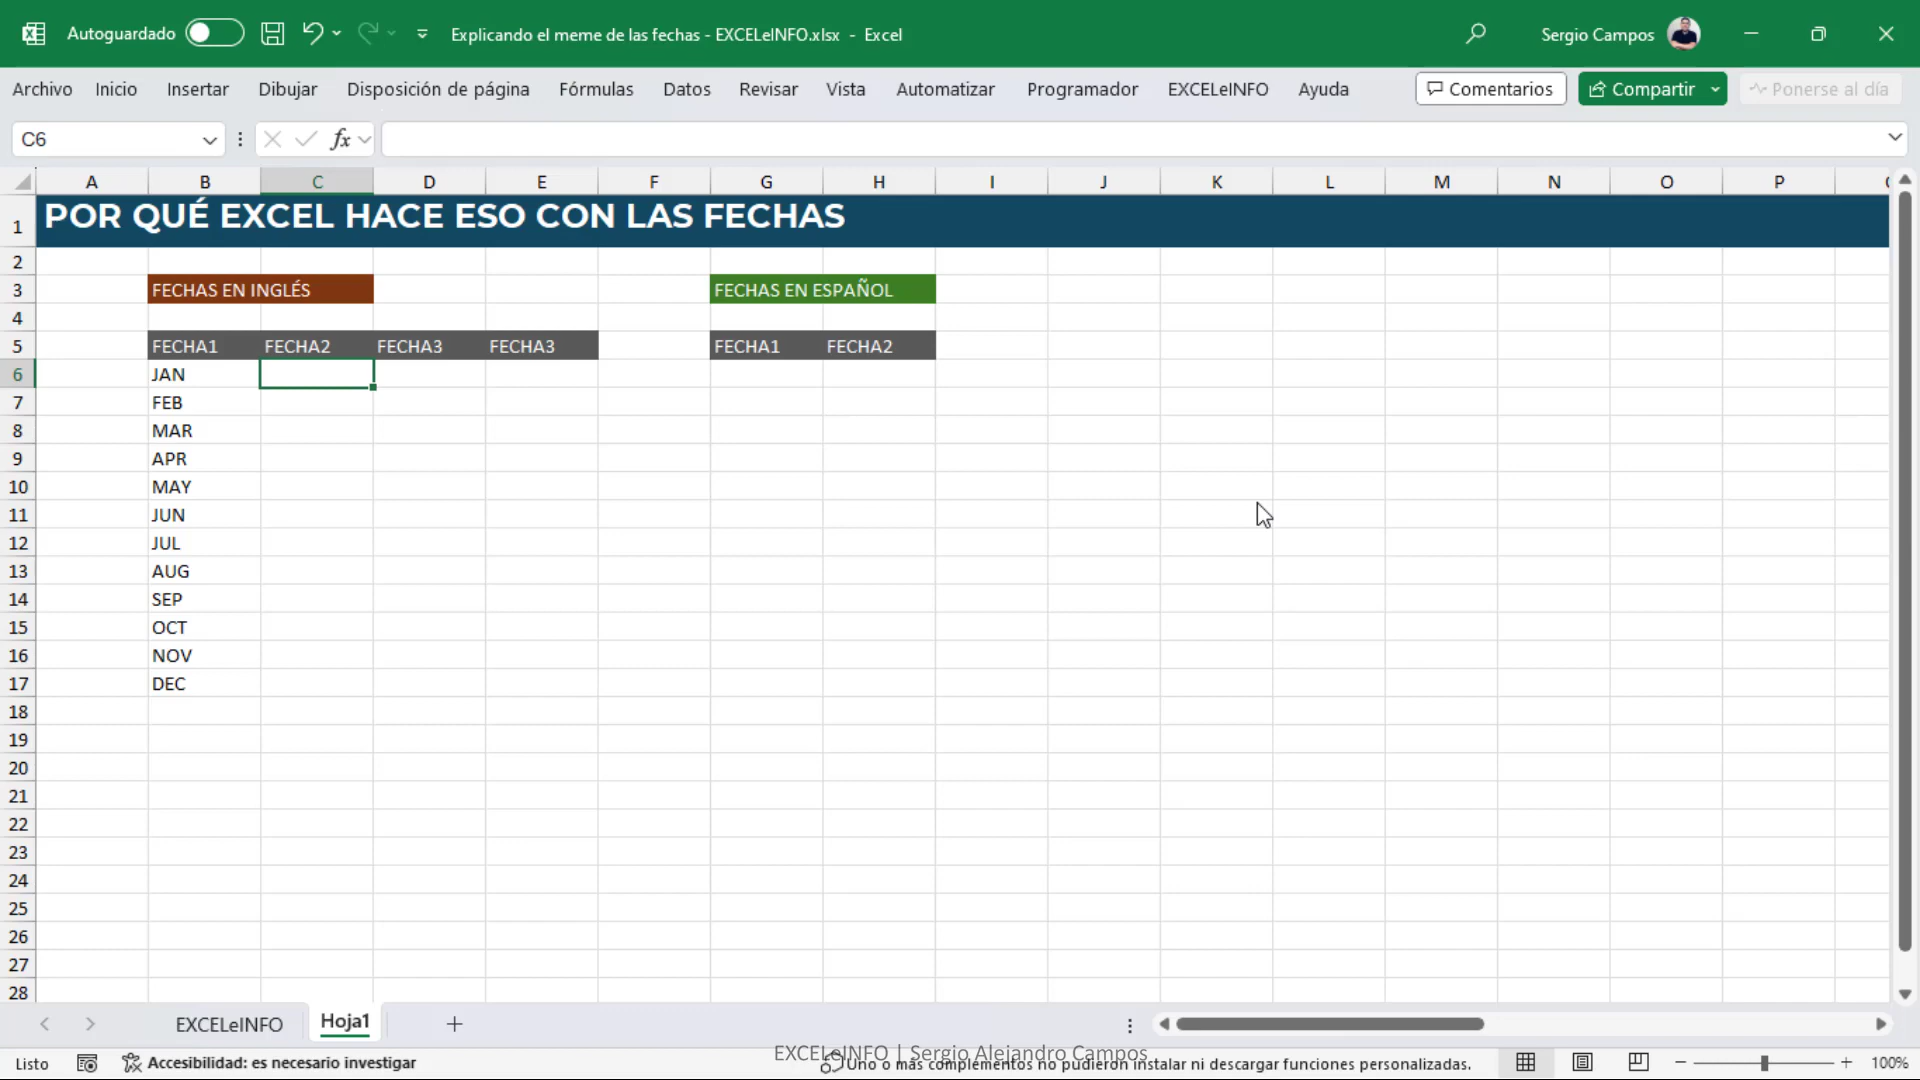 Autoguardado
Explicando el meme de las fechas - EXCELeINFO.xlsx - Excel
Sergio Campos
Archivo Inicio Insertar Dibujar Disposición de página Fórmulas Datos Revisar Vista Automatizar Programador EXCELeINFO Ayuda Comentarios Compartir Ponerse al día
C6 fx
A B C D E F G H I J K L M N O P
1 POR QUÉ EXCEL HACE ESO CON LAS FECHAS
2
3 FECHAS EN INGLÉS FECHAS EN ESPAÑOL
4
5 FECHA1 FECHA2 FECHA3 FECHA3 FECHA1 FECHA2
6 JAN
7 FEB
8 MAR
9 APR
10 MAY
11 JUN
12 JUL
13 AUG
14 SEP
15 OCT
16 NOV
17 DEC
18
19
20
21
22
23
24
25
26
27
28
EXCELeINFO Hoja1
EXCELeINFO | Sergio Alejandro Campos
Listo Accesibilidad: es necesario investigar Uno o más complementos no pudieron instalar ni descargar funciones personalizadas. 100%